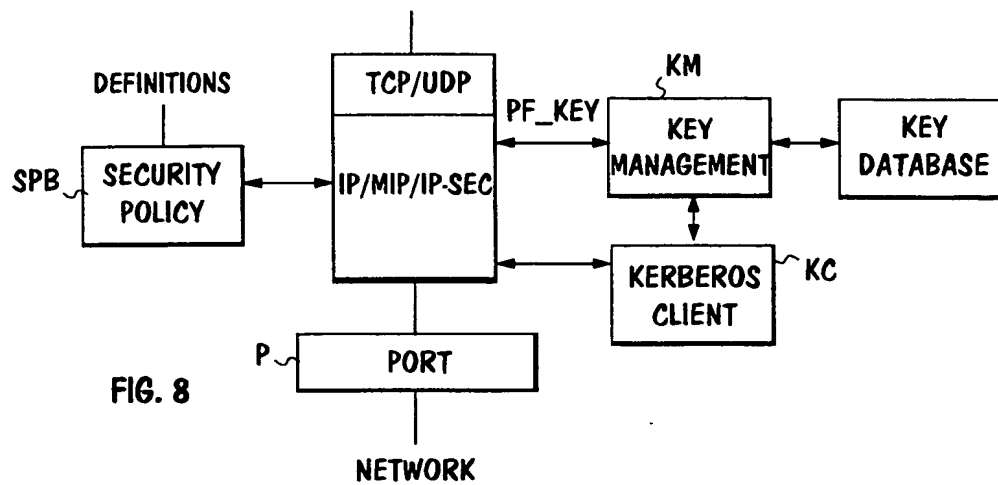 DEFINITIONS
SPB
SECURITY
POLICY
TCP/UDP
IP/MIP/IP-SEC
PF_KEY
KM
KEY
MANAGEMENT
KEY
DATABASE
KERBEROS
CLIENT
KC
P
PORT
FIG. 8
NETWORK